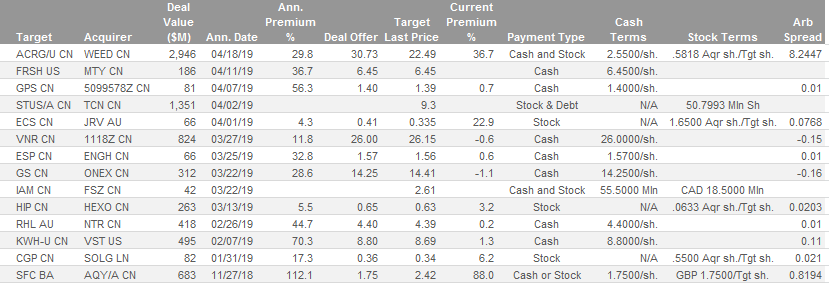 Deal Ann. Current
Value Premium Target Premium Cash Arb
Target Acquirer ($M) Ann. Date % Deal Offer Last Price % Payment Type Terms Stock Terms Spread
ACRG/U CN WEED CN 2,946 04/18/19 29.8 30.73 22.49 36.7 Cash and Stock 2.5500/sh. .5818 Aqr sh./Tgt sh. 8.2447
FRSH US MTY CN 186 04/11/19 36.7 6.45 6.45 Cash 6.4500/sh.
GPS CN 5099578Z CN 81 04/07/19 56.3 1.40 1.39 0.7 Cash 1.4000/sh. 0.01
STUS/A CN TCN CN 1,351 04/02/19 9.3 Stock & Debt N/A 50.7993 Mln Sh
ECS CN JRV AU 66 04/01/19 4.3 0.41 0.335 22.9 Stock N/A 1.6500 Aqr sh./Tgt sh. 0.0768
VNR CN 1118Z CN 824 03/27/19 11.8 26.00 26.15 -0.6 Cash 26.0000/sh. -0.15
ESP CN ENGH CN 66 03/25/19 32.8 1.57 1.56 0.6 Cash 1.5700/sh. 0.01
GS CN ONEX CN 312 03/22/19 28.6 14.25 14.41 -1.1 Cash 14.2500/sh. -0.16
IAM CN FSZ CN 42 03/22/19 2.61 Cash and Stock 55.5000 Mln CAD 18.5000 Mln
HIP CN HEXO CN 263 03/13/19 5.5 0.65 0.63 3.2 Stock N/A .0633 Aqr sh./Tgt sh. 0.0203
RHL AU NTR CN 418 02/26/19 44.7 4.40 4.39 0.2 Cash 4.4000/sh. 0.01
KWH-U CN VST US 495 02/07/19 70.3 8.80 8.69 1.3 Cash 8.8000/sh. 0.11
CGP CN SOLG LN 82 01/31/19 17.3 0.36 0.34 6.2 Stock N/A .5500 Aqr sh./Tgt sh. 0.021
SFC BA AQY/A CN 683 11/27/18 112.1 1.75 2.42 88.0 Cash or Stock 1.7500/sh. GBP 1.7500/Tgt sh. 0.8194